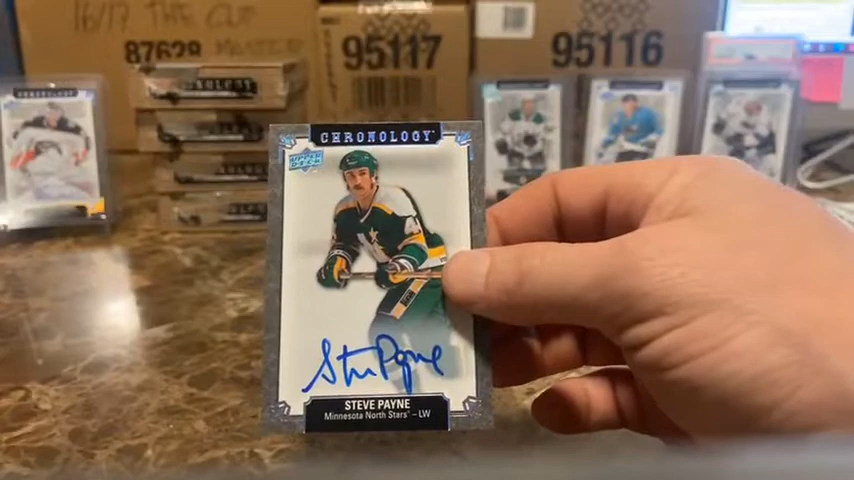 16/17 THE CUP
87628
95117
95116
CHRONOLOGY
UPPER DECK
Steve Payne
STEVE PAYNE
Minnesota North Stars® – LW